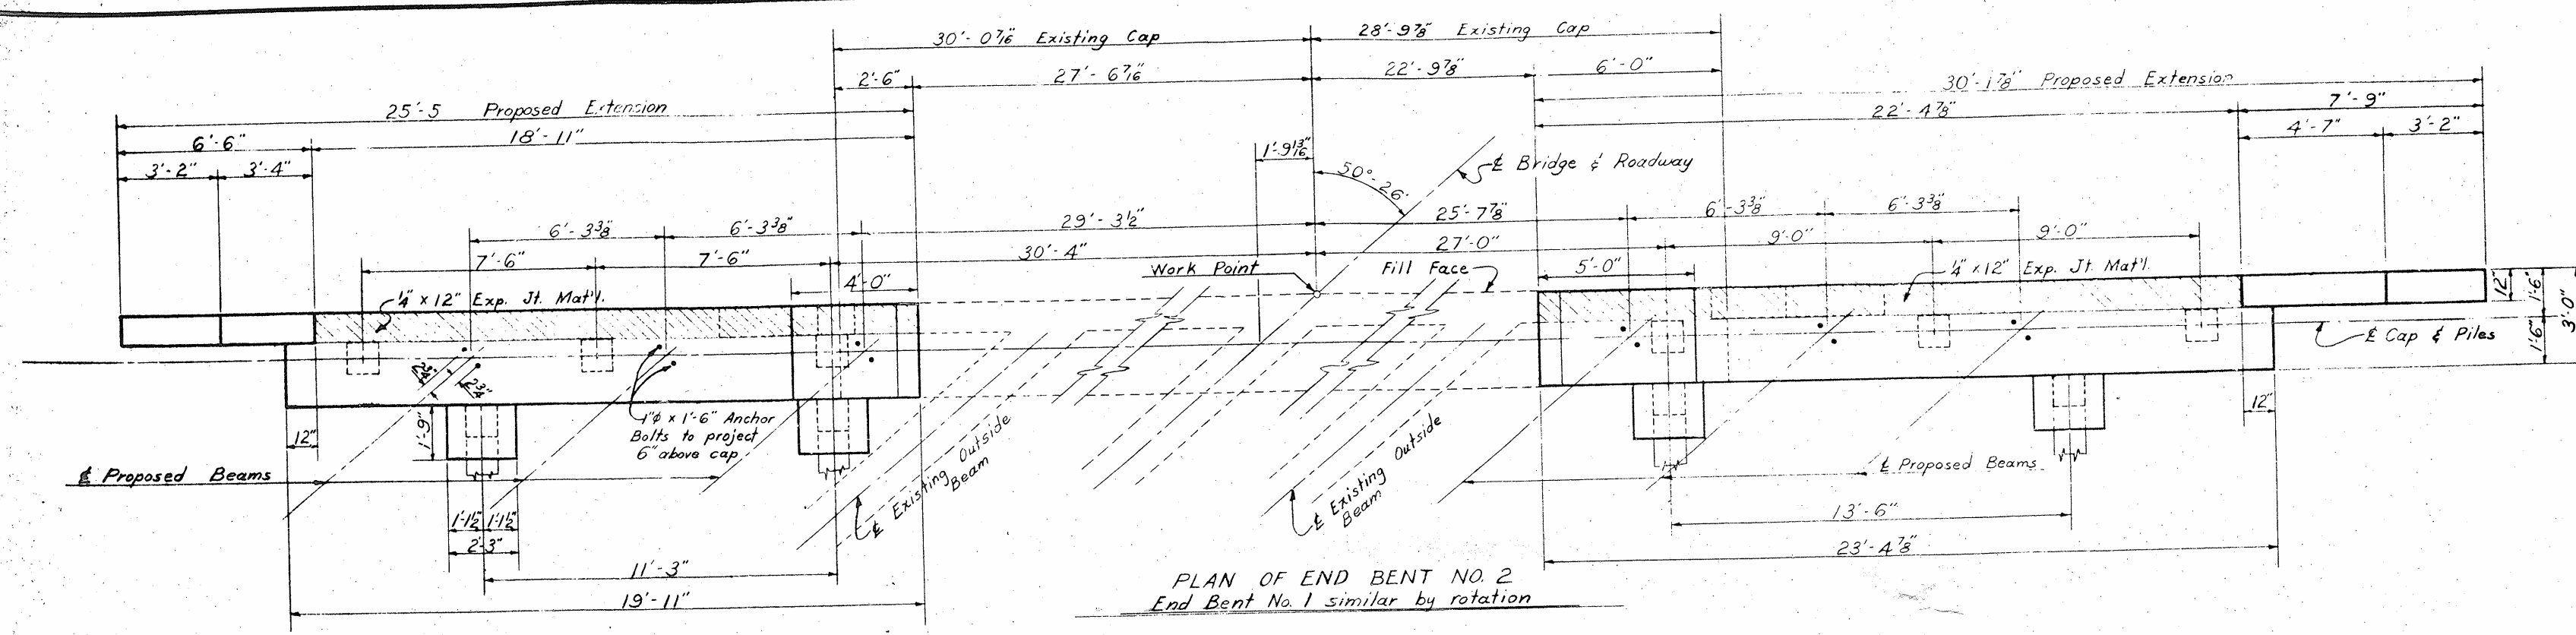 30'-0 7/16" Existing Cap
28'-9 7/8" Existing Cap
2'-6"
27'-6 7/16"
22'-9 7/8"
6'-0"
30'-1 7/8" Proposed Extension
25'-5 Proposed Extension
22'-4 7/8"
7'-9"
6'-6"
18'-11"
4'-7"
3'-2"
3'-2"
3'-4"
1'-9 13/16"
50°-26'
℄ Bridge & Roadway
6'-3 3/8"
6'-3 3/8"
29'-3 1/2"
25'-7 7/8"
6'-3 3/8"
6'-3 3/8"
7'-6"
7'-6"
30'-4"
27'-0"
9'-0"
9'-0"
4'-0"
Work Point
Fill Face
5'-0"
1/4" x 12" Exp. Jt. Mat'l.
1/4" x 12" Exp. Jt. Mat'l.
12"
1'-6"
1'-6"
3'-0"
℄ Cap & Piles
2 3/4"
2 3/4"
1"φ x 1'-6" Anchor
Bolts to project
6" above cap
12"
1'-9"
12"
℄ Proposed Beams
℄ Existing Outside
Beam
℄ Existing Outside
Beam
℄ Proposed Beams
1'-1 1/2"
1'-1 1/2"
2'-3"
13'-6"
11'-3"
23'-4 7/8"
19'-11"
PLAN OF END BENT NO. 2
End Bent No. 1 similar by rotation